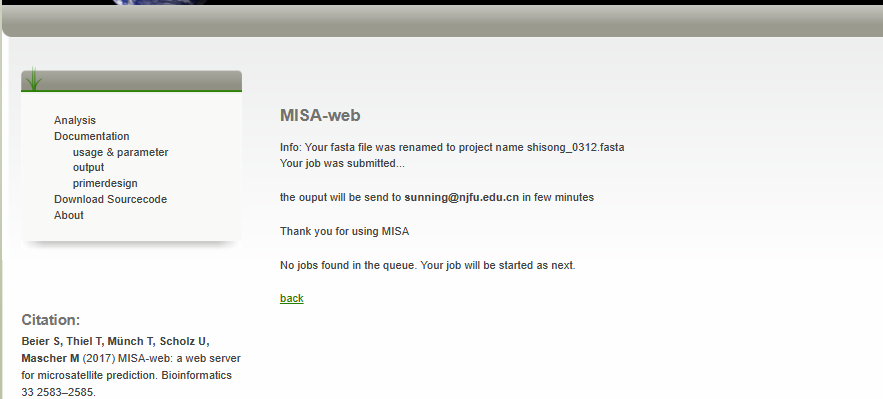 Analysis
Documentation
usage & parameter
output
primerdesign
Download Sourcecode
About
Citation:
Beier S, Thiel T, Münch T, Scholz U,
Mascher M (2017) MISA-web: a web server
for microsatellite prediction. Bioinformatics
33 2583–2585.
MISA-web
Info: Your fasta file was renamed to project name shisong_0312.fasta
Your job was submitted...
the ouput will be send to sunning@njfu.edu.cn in few minutes
Thank you for using MISA
No jobs found in the queue. Your job will be started as next.
back